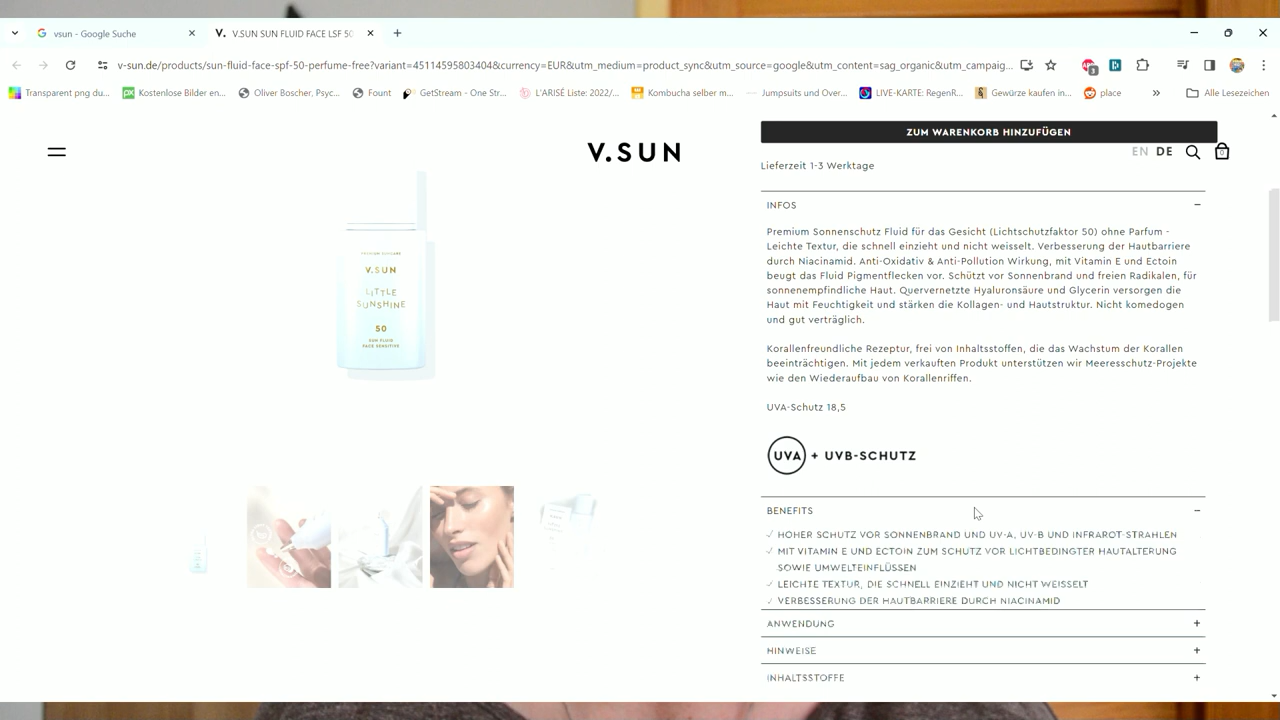 vsun - Google Suche
V. V.SUN SUN FLUID FACE LSF 50
v-sun.de/products/sun-fluid-face-spf-50-perfume-free?variant=45114595803404&currency=EUR&utm_medium=product_sync&utm_source=google&utm_content=sag_organic&utm_campaig...
3
Transparent png du... Kostenlose Bilder en... Oliver Boscher, Psyc... Fount GetStream - One Str... L'ARISÉ Liste: 2022/... Kombucha selber m... Jumpsuits und Over... LIVE-KARTE: RegenR... Gewürze kaufen in... place » Alle Lesezeichen
ZUM WARENKORB HINZUFÜGEN
V.SUN
EN DE
0
Lieferzeit 1-3 Werktage
INFOS
Premium Sonnenschutz Fluid für das Gesicht (Lichtschutzfaktor 50) ohne Parfum -
Leichte Textur, die schnell einzieht und nicht weisselt. Verbesserung der Hautbarriere
durch Niacinamid. Anti-Oxidativ & Anti-Pollution Wirkung, mit Vitamin E und Ectoin
beugt das Fluid Pigmentflecken vor. Schützt vor Sonnenbrand und freien Radikalen, für
sonnenempfindliche Haut. Quervernetzte Hyaluronsäure und Glycerin versorgen die
Haut mit Feuchtigkeit und stärken die Kollagen- und Hautstruktur. Nicht komedogen
und gut verträglich.
Korallenfreundliche Rezeptur, frei von Inhaltsstoffen, die das Wachstum der Korallen
beeinträchtigen. Mit jedem verkauften Produkt unterstützen wir Meeresschutz-Projekte
wie den Wiederaufbau von Korallenriffen.
UVA-Schutz 18,5
UVA + UVB-SCHUTZ
BENEFITS
✓ HOHER SCHUTZ VOR SONNENBRAND UND UV-A, UV-B UND INFRAROT-STRAHLEN
✓ MIT VITAMIN E UND ECTOIN ZUM SCHUTZ VOR LICHTBEDINGTER HAUTALTERUNG
SOWIE UMWELTEINFLÜSSEN
✓ LEICHTE TEXTUR, DIE SCHNELL EINZIEHT UND NICHT WEISSELT
✓ VERBESSERUNG DER HAUTBARRIERE DURCH NIACINAMID
ANWENDUNG
HINWEISE
INHALTSSTOFFE
PREMIUM SUNCARE
V.SUN
LITTLE
SUNSHINE
50
SUN FLUID
FACE SENSITIVE